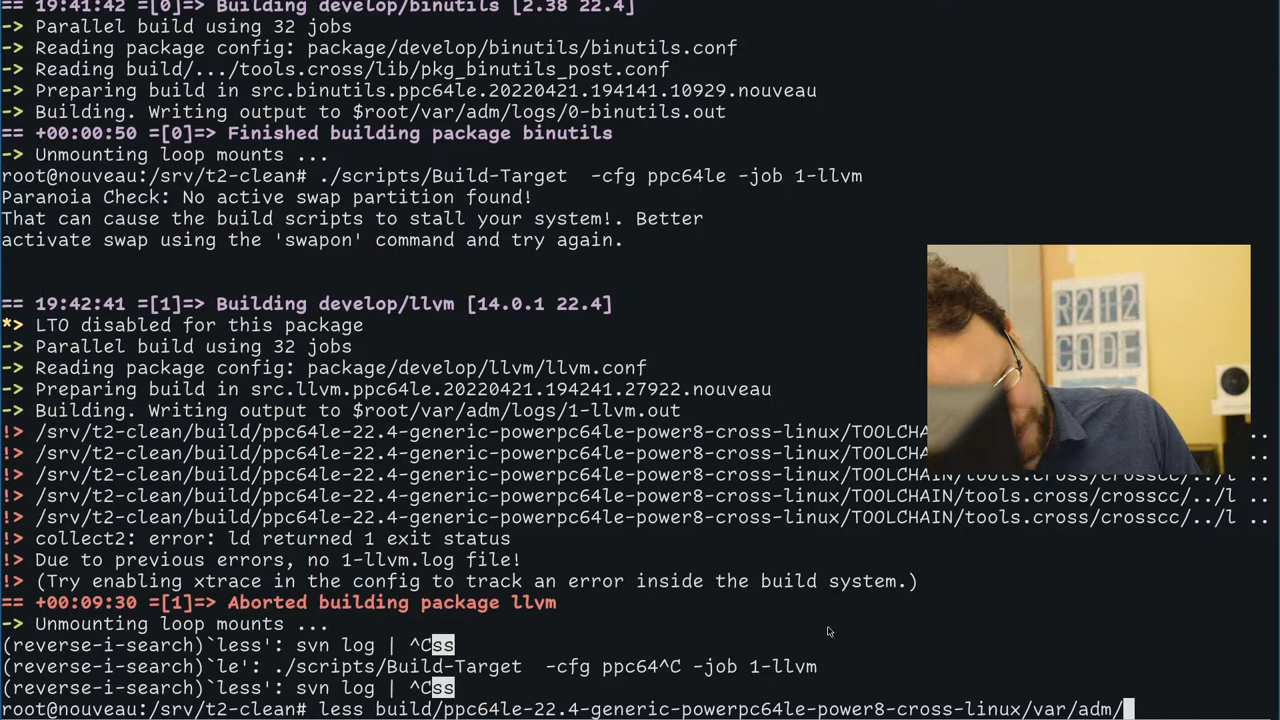 == 19:41:42 =[0]=> Building develop/binutils [2.38 22.4]
-> Parallel build using 32 jobs
-> Reading package config: package/develop/binutils/binutils.conf
-> Reading build/.../tools.cross/lib/pkg_binutils_post.conf
-> Preparing build in src.binutils.ppc64le.20220421.194141.10929.nouveau
-> Building. Writing output to $root/var/adm/logs/0-binutils.out
== +00:00:50 =[0]=> Finished building package binutils
-> Unmounting loop mounts ...
root@nouveau:/srv/t2-clean# ./scripts/Build-Target  -cfg ppc64le -job 1-llvm
Paranoia Check: No active swap partition found!
That can cause the build scripts to stall your system!. Better
activate swap using the 'swapon' command and try again.
== 19:42:41 =[1]=> Building develop/llvm [14.0.1 22.4]
*> LTO disabled for this package
-> Parallel build using 32 jobs
-> Reading package config: package/develop/llvm/llvm.conf
-> Preparing build in src.llvm.ppc64le.20220421.194241.27922.nouveau
-> Building. Writing output to $root/var/adm/logs/1-llvm.out
!> /srv/t2-clean/build/ppc64le-22.4-generic-powerpc64le-power8-cross-linux/TOOLCHA ..
!> /srv/t2-clean/build/ppc64le-22.4-generic-powerpc64le-power8-cross-linux/TOOLCHA ..
!> /srv/t2-clean/build/ppc64le-22.4-generic-powerpc64le-power8-cross-linux/TOOLCHAIN/tools.cross/crosscc/../l ..
!> /srv/t2-clean/build/ppc64le-22.4-generic-powerpc64le-power8-cross-linux/TOOLCHAIN/tools.cross/crosscc/../l ..
!> /srv/t2-clean/build/ppc64le-22.4-generic-powerpc64le-power8-cross-linux/TOOLCHAIN/tools.cross/crosscc/../l ..
!> collect2: error: ld returned 1 exit status
!> Due to previous errors, no 1-llvm.log file!
!> (Try enabling xtrace in the config to track an error inside the build system.)
== +00:09:30 =[1]=> Aborted building package llvm
-> Unmounting loop mounts ...
(reverse-i-search)`less': svn log | ^Css
(reverse-i-search)`le': ./scripts/Build-Target  -cfg ppc64^C -job 1-llvm
(reverse-i-search)`less': svn log | ^Css
root@nouveau:/srv/t2-clean# less build/ppc64le-22.4-generic-powerpc64le-power8-cross-linux/var/adm/
R2H2
CODE